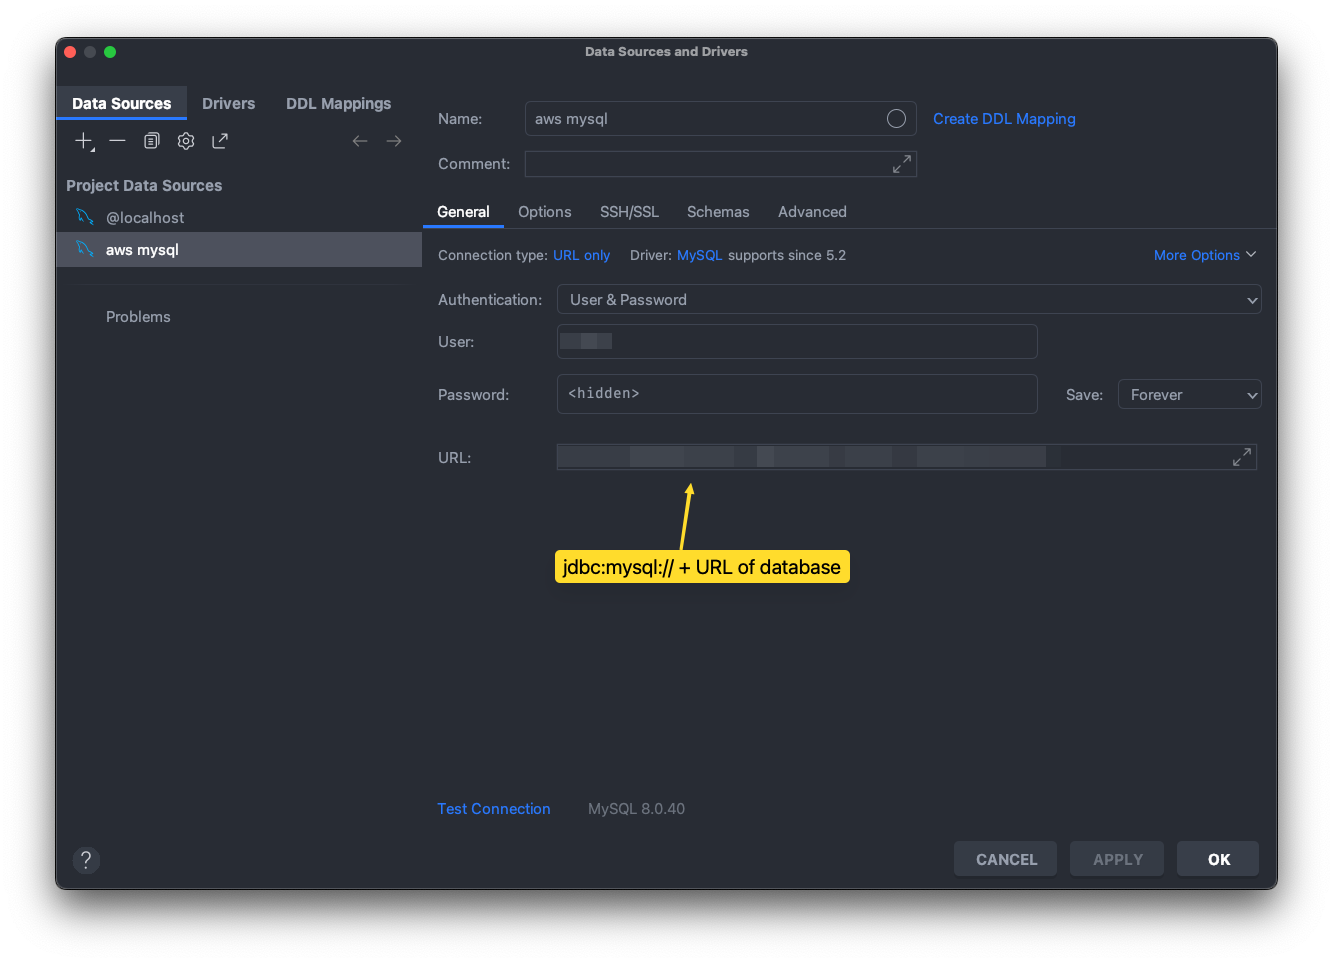 Data Sources and Drivers
Data Sources Drivers DDL Mappings
Project Data Sources
@localhost
aws mysql
Problems
Name: aws mysql Create DDL Mapping
Comment:
General Options SSH/SSL Schemas Advanced
Connection type: URL only Driver: MySQL supports since 5.2 More Options
Authentication: User & Password
User:
Password: <hidden> Save: Forever
URL:
jdbc:mysql:// + URL of database
Test Connection MySQL 8.0.40
?
CANCEL APPLY OK